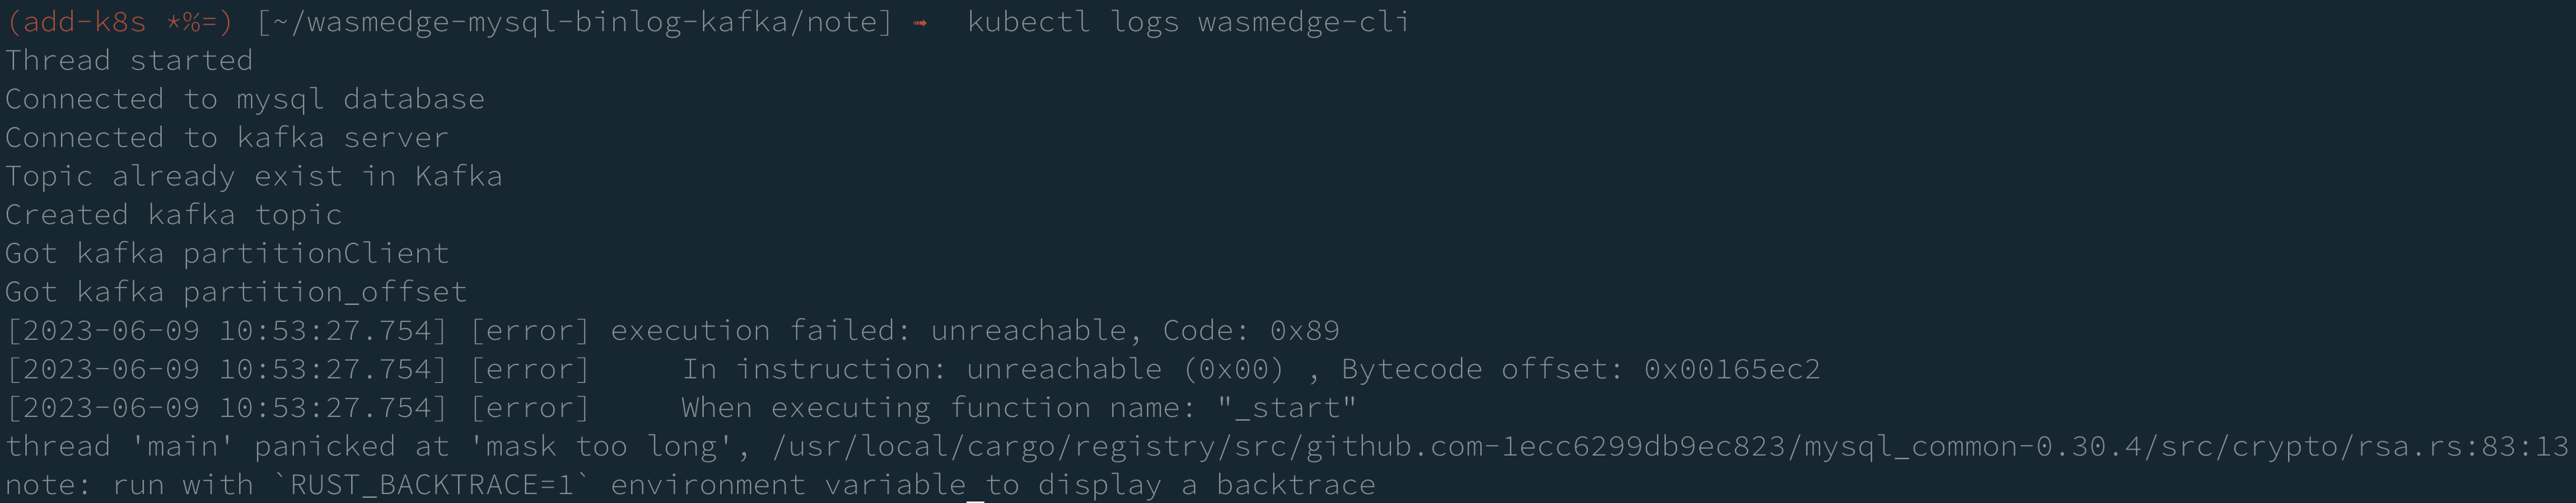 (add-k8s *%=) [~/wasmedge-mysql-binlog-kafka/note] ➟  kubectl logs wasmedge-cli
Thread started
Connected to mysql database
Connected to kafka server
Topic already exist in Kafka
Created kafka topic
Got kafka partitionClient
Got kafka partition_offset
[2023-06-09 10:53:27.754] [error] execution failed: unreachable, Code: 0x89
[2023-06-09 10:53:27.754] [error]     In instruction: unreachable (0x00) , Bytecode offset: 0x00165ec2
[2023-06-09 10:53:27.754] [error]     When executing function name: "_start"
thread 'main' panicked at 'mask too long', /usr/local/cargo/registry/src/github.com-1ecc6299db9ec823/mysql_common-0.30.4/src/crypto/rsa.rs:83:13
note: run with `RUST_BACKTRACE=1` environment variable to display a backtrace